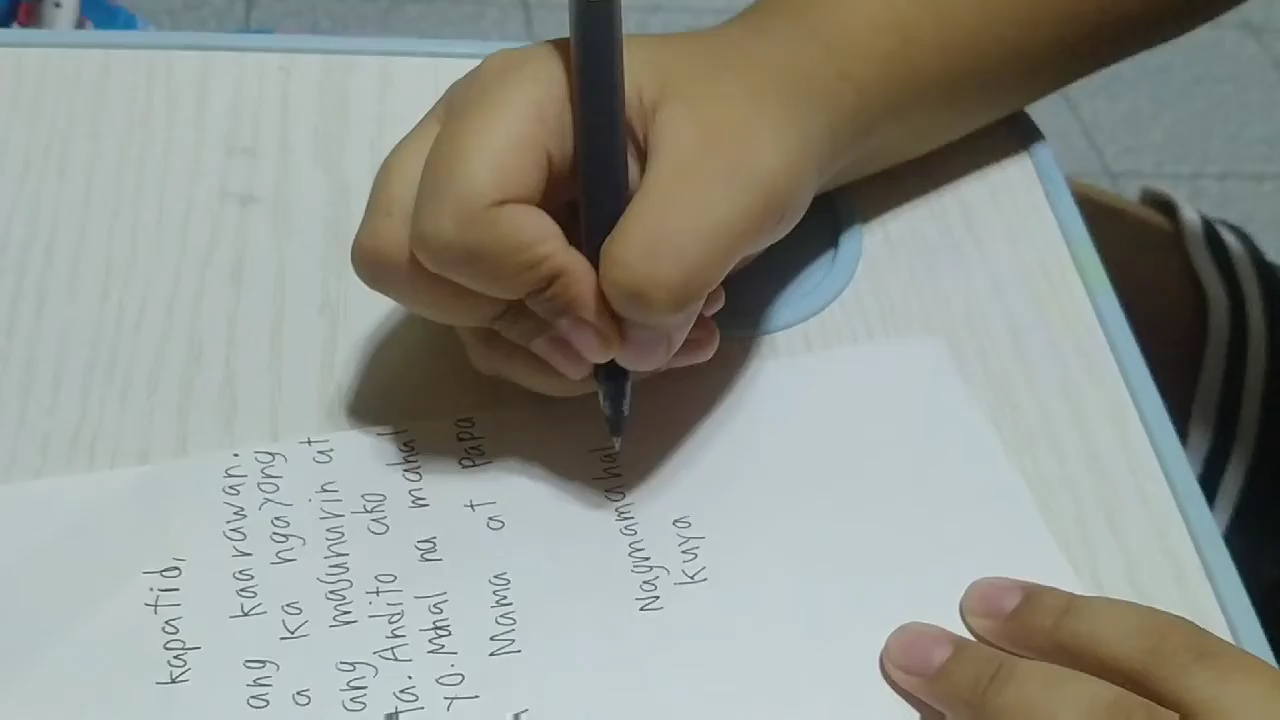 kapatid,
ang kaarawan.
a ka ngayong
ang masunurin at
ta. Andito ako
yo. Mahal na mahal
Mama at papa
Nagmamahal
Kuya